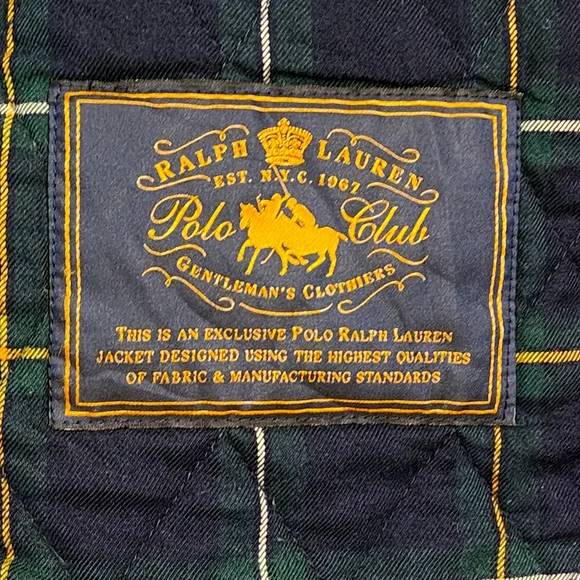 RALPH LAUREN
EST. N.Y.C. 1967
Polo Club
GENTLEMAN'S CLOTHIERS
THIS IS AN EXCLUSIVE POLO RALPH LAUREN
JACKET DESIGNED USING THE HIGHEST QUALITIES
OF FABRIC & MANUFACTURING STANDARDS